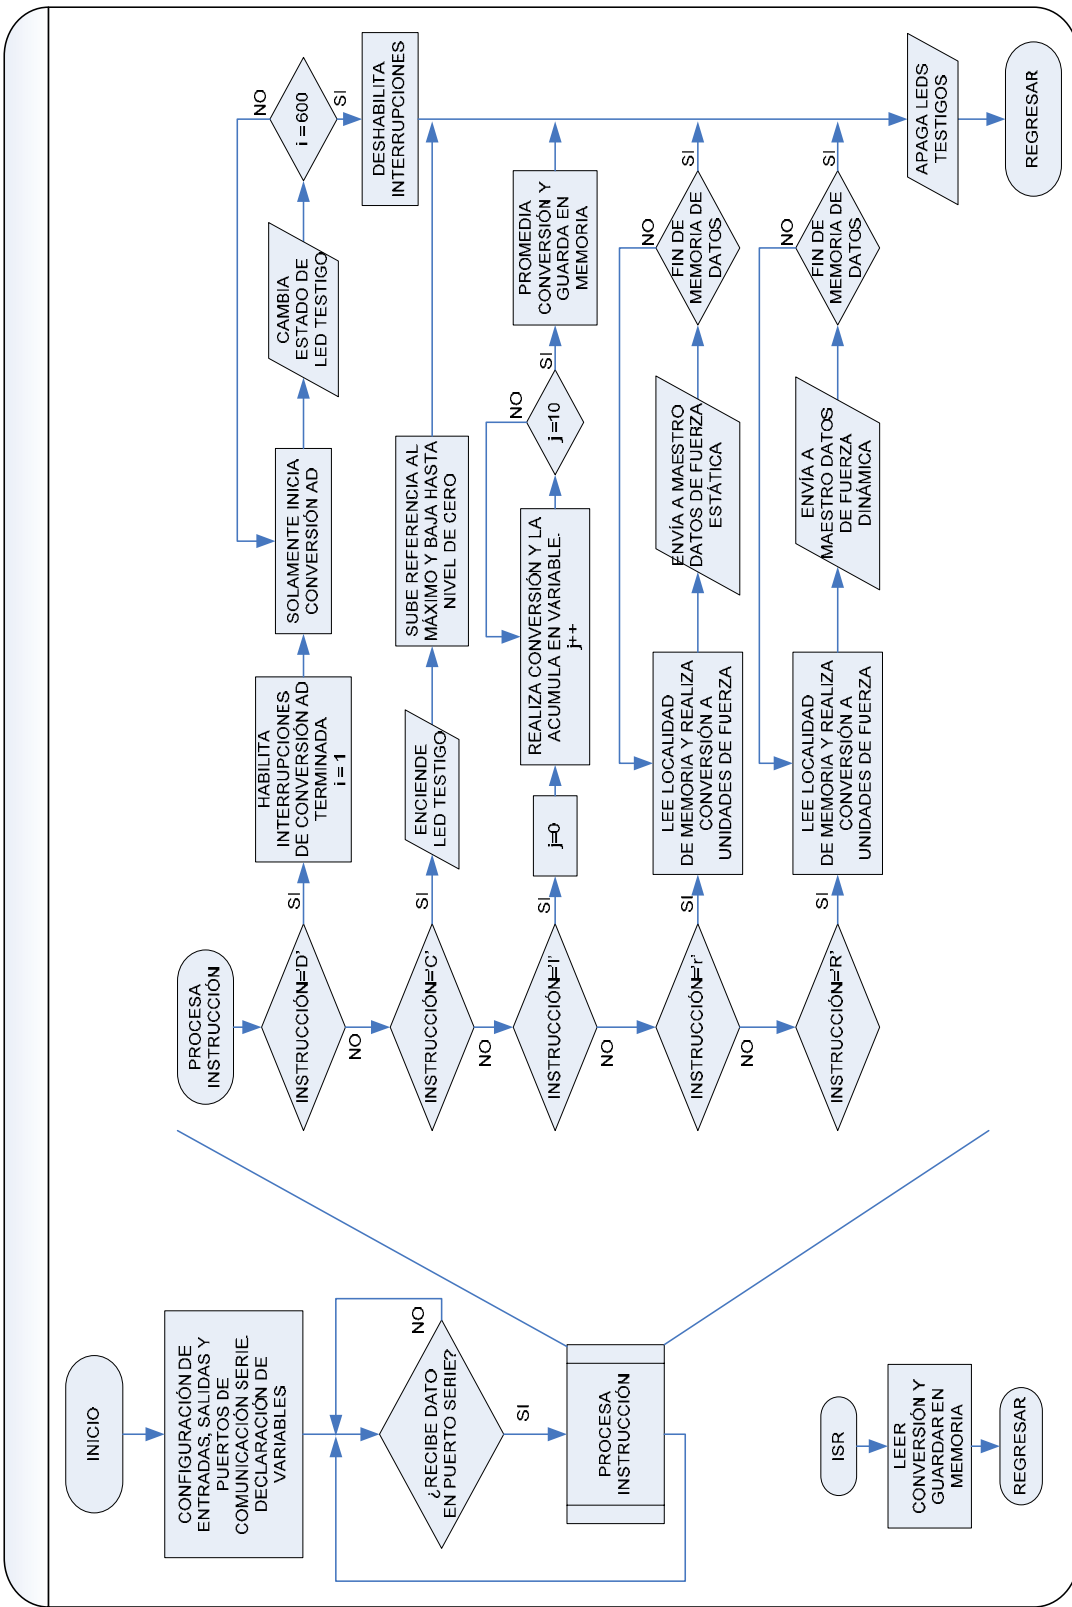 INICIO
CONFIGURACIÓN DE
ENTRADAS, SALIDAS Y
PUERTOS DE
COMUNICACIÓN SERIE.
DECLARACIÓN DE
VARIABLES
¿RECIBE DATO
EN PUERTO SERIE?
NO
SI
PROCESA
INSTRUCCIÓN
ISR
LEER
CONVERSIÓN Y
GUARDAR EN
MEMORIA
REGRESAR
PROCESA
INSTRUCCIÓN
INSTRUCCIÓN='D'
SI
NO
HABILITA
INTERRUPCIONES
DE CONVERSIÓN AD
TERMINADA
i = 1
SOLAMENTE INICIA
CONVERSIÓN AD
CAMBIA
ESTADO DE
LED TESTIGO
i = 600
NO
SI
DESHABILITA
INTERRUPCIONES
INSTRUCCIÓN='C'
SI
NO
ENCIENDE
LED TESTIGO
SUBE REFERENCIA AL
MÁXIMO Y BAJA HASTA
NIVEL DE CERO
INSTRUCCIÓN='I'
SI
NO
j=0
REALIZA CONVERSIÓN Y LA
ACUMULA EN VARIABLE.
j++
j =10
NO
SI
PROMEDIA
CONVERSIÓN Y
GUARDA EN
MEMORIA
INSTRUCCIÓN='r'
SI
NO
LEE LOCALIDAD
DE MEMORIA Y REALIZA
CONVERSIÓN A
UNIDADES DE FUERZA
ENVÍA A MAESTRO
DATOS DE FUERZA
ESTÁTICA
FIN DE
MEMORIA DE
DATOS
NO
SI
INSTRUCCIÓN='R'
SI
LEE LOCALIDAD
DE MEMORIA Y REALIZA
CONVERSIÓN A
UNIDADES DE FUERZA
ENVÍA A
MAESTRO DATOS
DE FUERZA
DINÁMICA
FIN DE
MEMORIA DE
DATOS
NO
SI
APAGA LEDS
TESTIGOS
REGRESAR